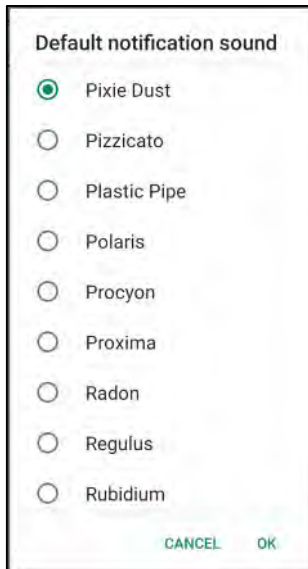 Default notification sound
Pixie Dust
Pizzicato
Plastic Pipe
Polaris
Procyon
Proxima
Radon
Regulus
Rubidium
CANCEL OK